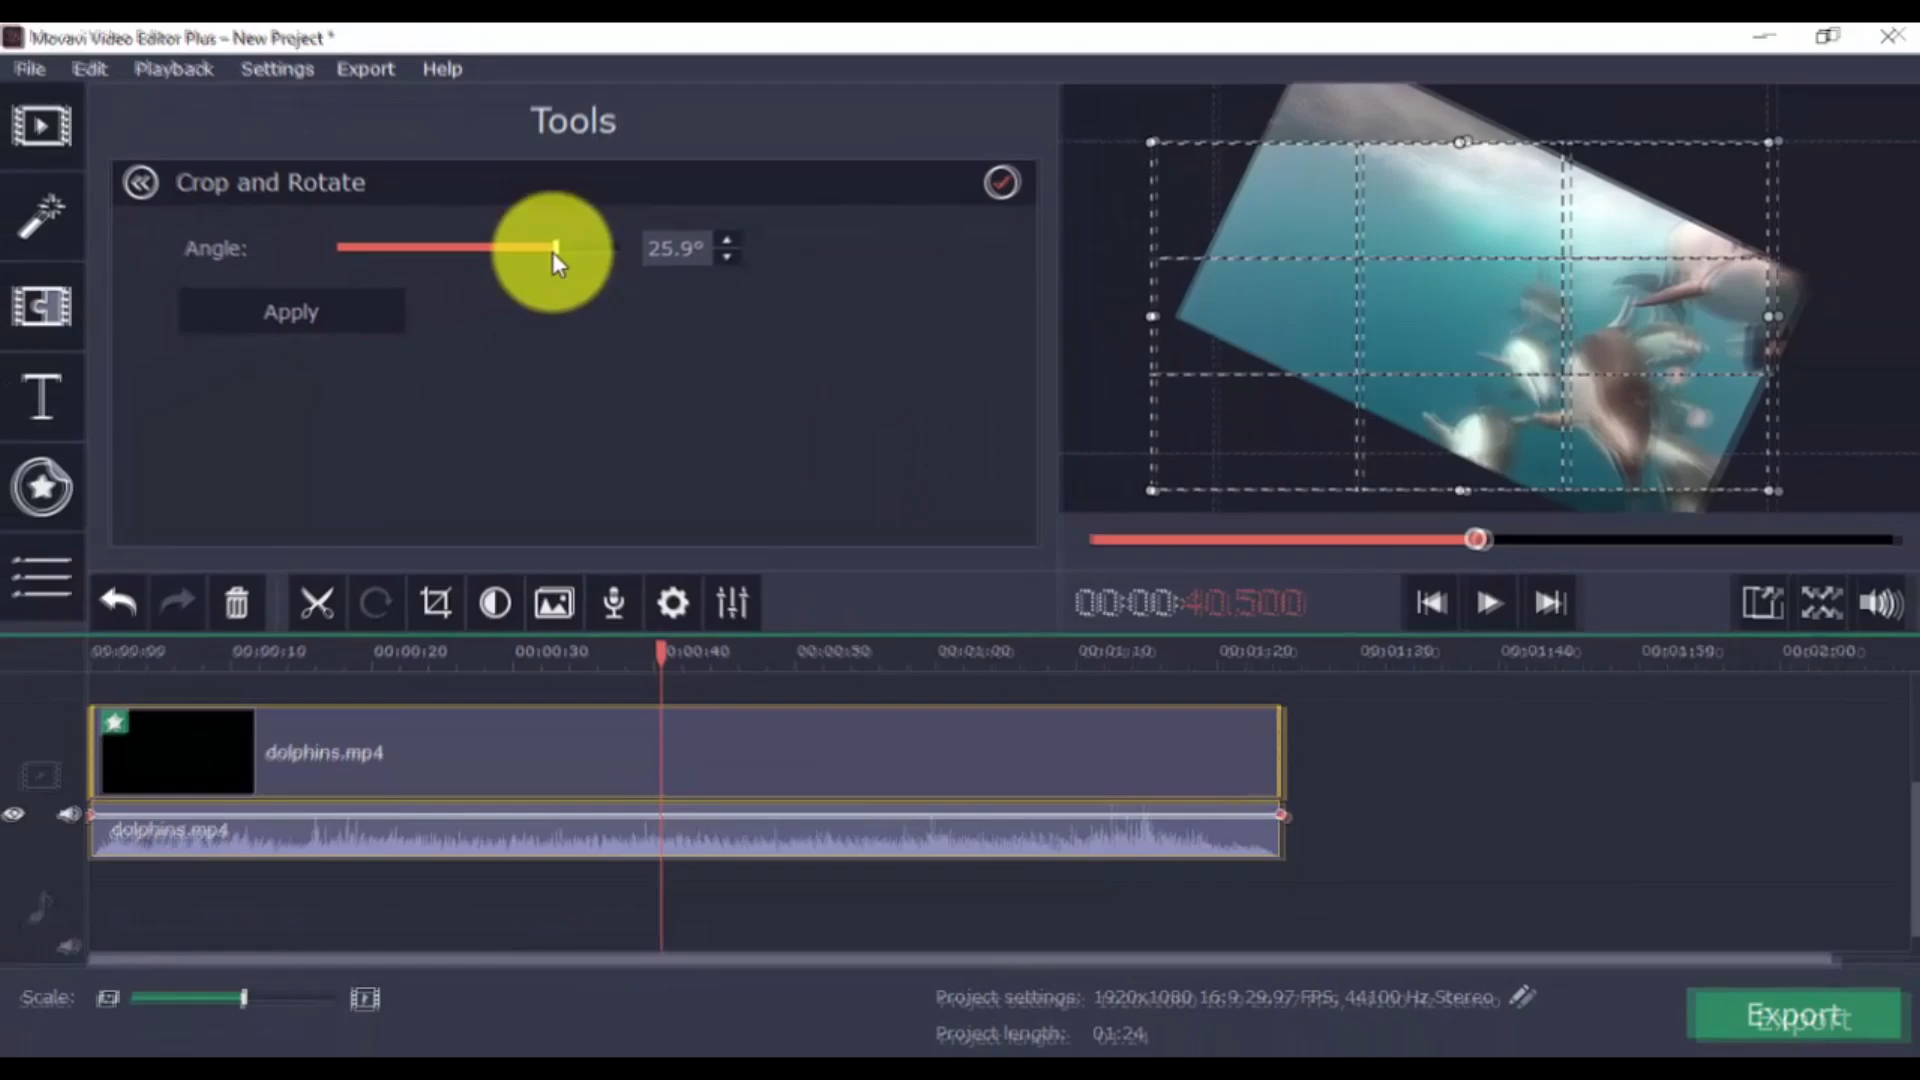 Movavi Video Editor Plus – New Project *
File Edit Playback Settings Export Help
Tools
Crop and Rotate
Angle: 25.9°
Apply
00:00:40.500
00:00:00 00:00:10 00:00:20 00:00:30 0:00:40 00:00:50 00:01:00 00:01:10 00:01:20 00:01:30 00:01:40 00:01:50 00:02:00
dolphins.mp4
dolphins.mp4
Scale:
Project settings: 1920x1080 16:9 29.97 FPS, 44100 Hz Stereo
Project length: 01:24
Export